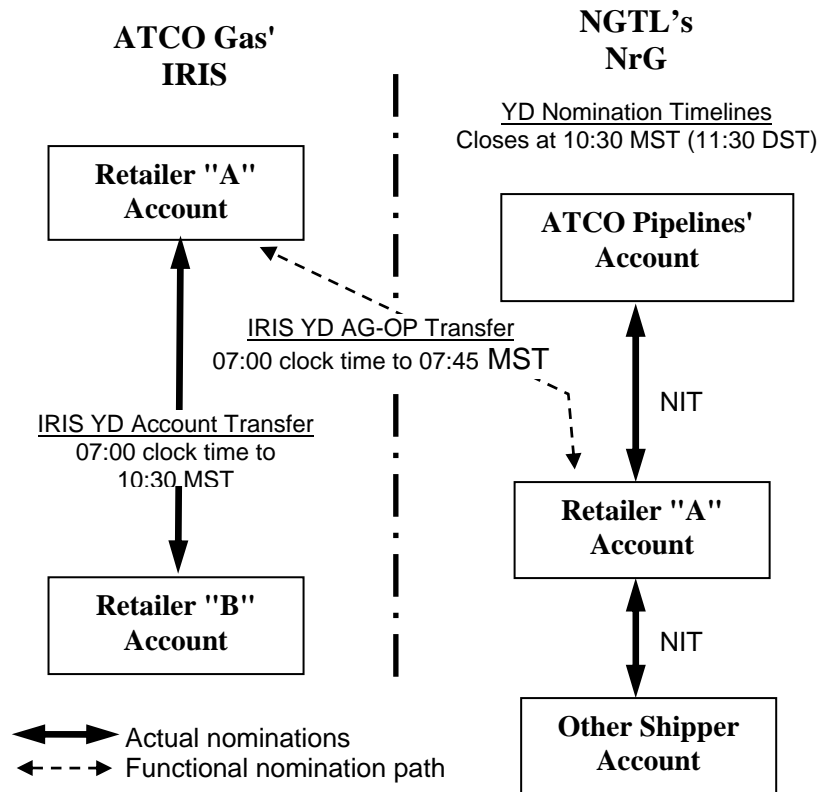 ATCO Gas'
IRIS
NGTL's
NrG
YD Nomination Timelines
Closes at 10:30 MST (11:30 DST)
Retailer "A"
Account
ATCO Pipelines'
Account
IRIS YD AG-OP Transfer
07:00 clock time to 07:45 MST
NIT
IRIS YD Account Transfer
07:00 clock time to
10:30 MST
Retailer "A"
Account
Retailer "B"
Account
NIT
Other Shipper
Account
Actual nominations
Functional nomination path